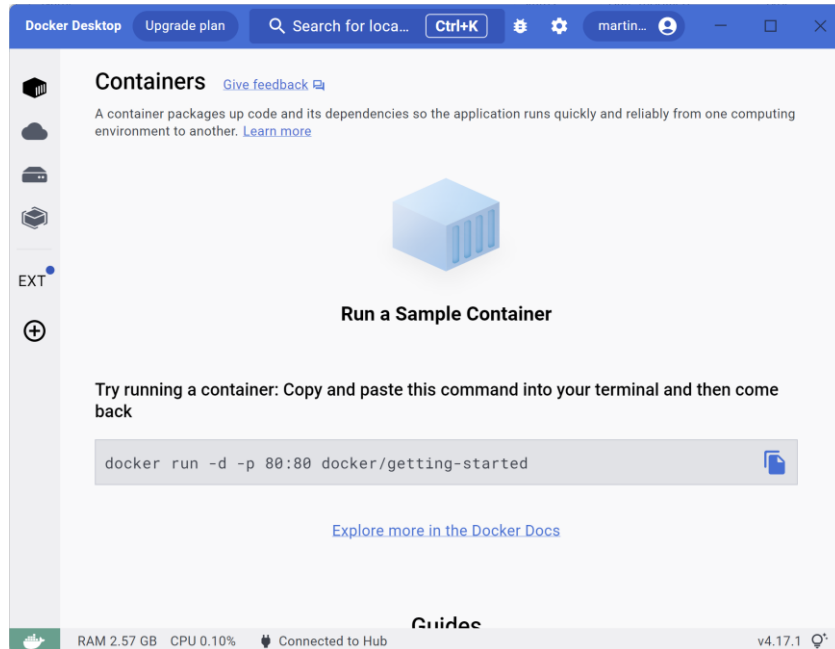 Docker Desktop Upgrade plan Search for loca... Ctrl+K martin...
Containers Give feedback
A container packages up code and its dependencies so the application runs quickly and reliably from one computing
environment to another. Learn more
EXT
Run a Sample Container
Try running a container: Copy and paste this command into your terminal and then come
back
docker run -d -p 80:80 docker/getting-started
Explore more in the Docker Docs
Guides
RAM 2.57 GB CPU 0.10% Connected to Hub v4.17.1